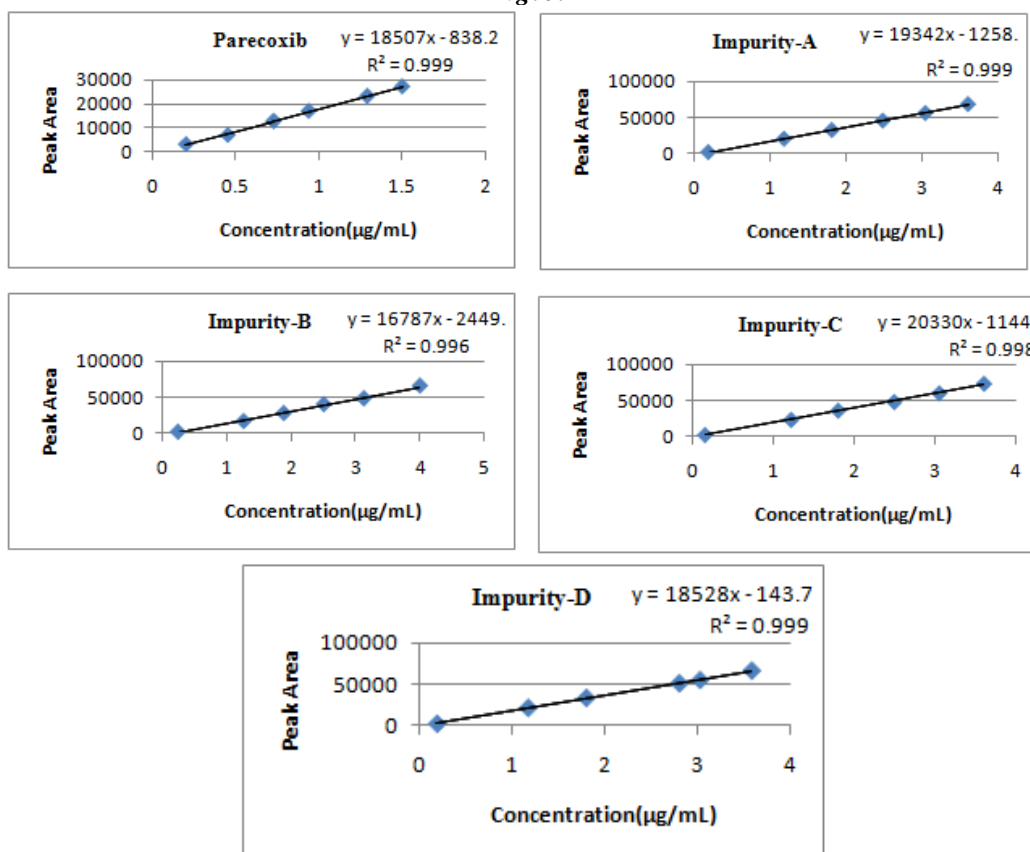 Parecoxib
y = 18507x - 838.2
R² = 0.999
30000
20000
10000
0
Peak Area
0 0.5 1 1.5 2
Concentration(µg/mL)
Impurity-A
y = 19342x - 1258.
R² = 0.999
100000
50000
0
Peak Area
0 1 2 3 4
Concentration(µg/mL)
Impurity-B
y = 16787x - 2449.
R² = 0.996
100000
50000
0
Peak Area
0 1 2 3 4 5
Concentration(µg/mL)
Impurity-C
y = 20330x - 1144
R² = 0.998
100000
50000
0
Peak Area
0 1 2 3 4
Concentration(µg/mL)
Impurity-D
y = 18528x - 143.7
R² = 0.999
100000
50000
0
Peak Area
0 1 2 3 4
Concentration(µg/mL)